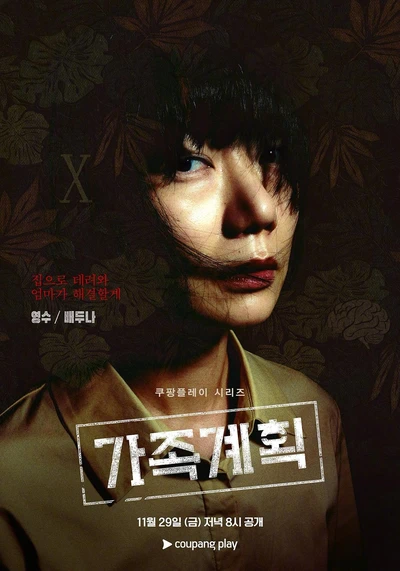 X
집으로 데려와
엄마가 해결할게
영수 / 배두나
쿠팡플레이 시리즈
가족계획
11월 29일 (금) 저녁 8시 공개
coupang play